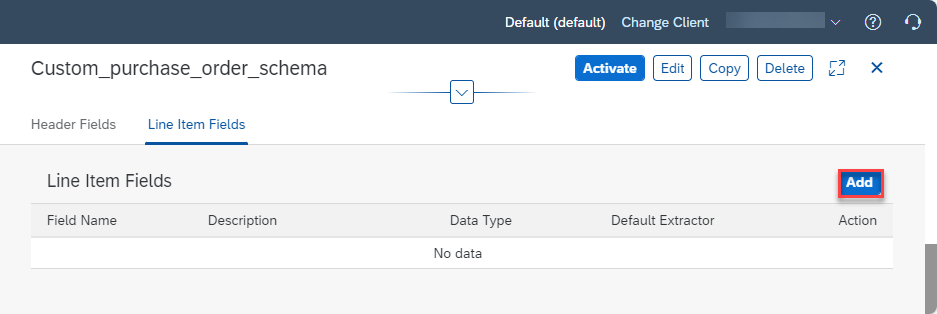 Default (default) Change Client
Custom_purchase_order_schema Activate Edit Copy Delete
Header Fields Line Item Fields
Line Item Fields Add
Field Name Description Data Type Default Extractor Action
No data